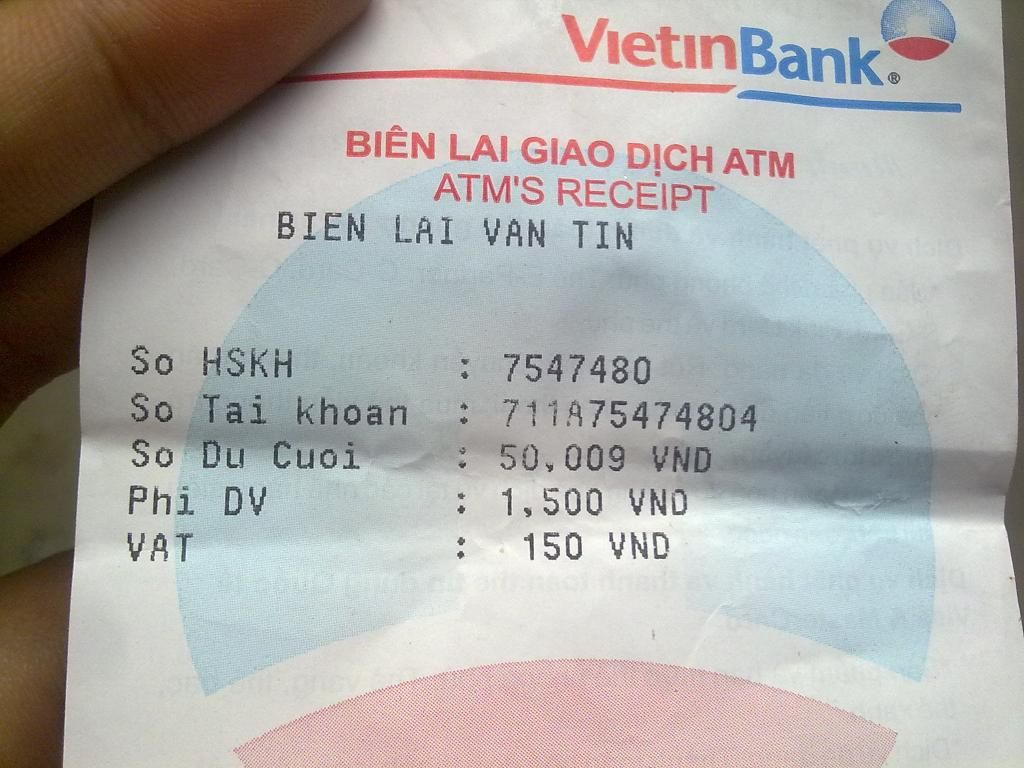 VietinBank®
BIÊN LAI GIAO DỊCH ATM
ATM'S RECEIPT
BIEN LAI VAN TIN
So HSKH : 7547480
So Tai khoan : 711A75474804
So Du Cuoi : 50,009 VND
Phi DV : 1,500 VND
VAT : 150 VND